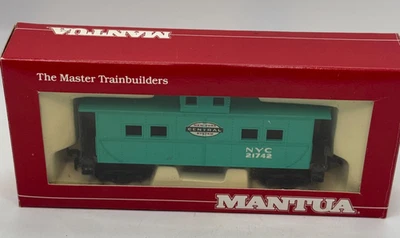 MANTUA
The Master Trainbuilders
NEW YORK
CENTRAL
SYSTEM
NYC
21742
MANTUA